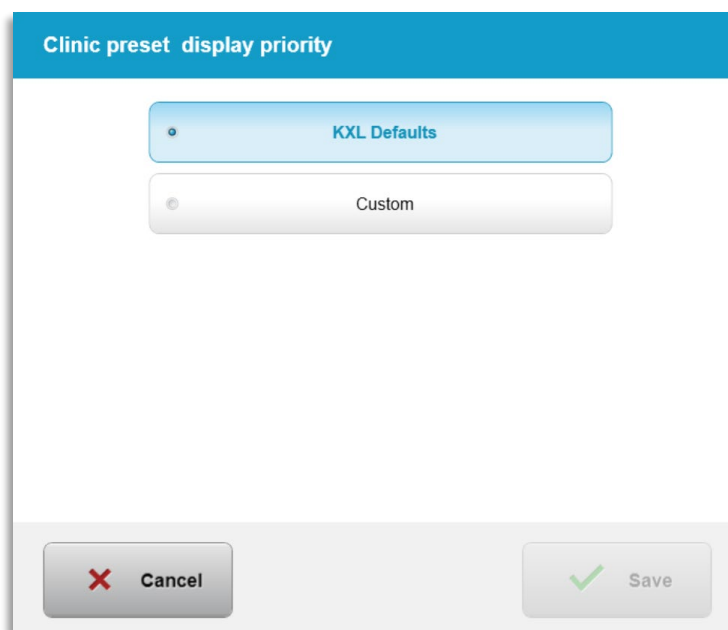 Clinic preset display priority
KXL Defaults
Custom
Cancel
Save